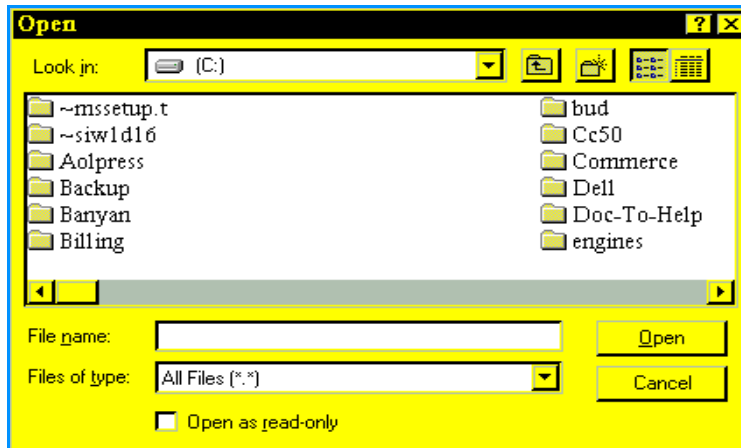 Open
Look in: (C:)
~mssetup.t bud
~siw1d16 Cc50
Aolpress Commerce
Backup Dell
Banyan Doc-To-Help
Billing engines
File name: Open
Files of type: All Files (*.*) Cancel
Open as read-only